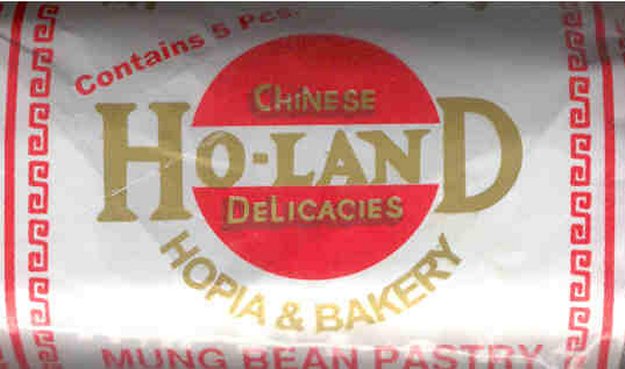 Contains 5 Pcs.
CHINESE
HO-LAND
DELICACIES
HOPIA & BAKERY
MUNG BEAN PASTRY